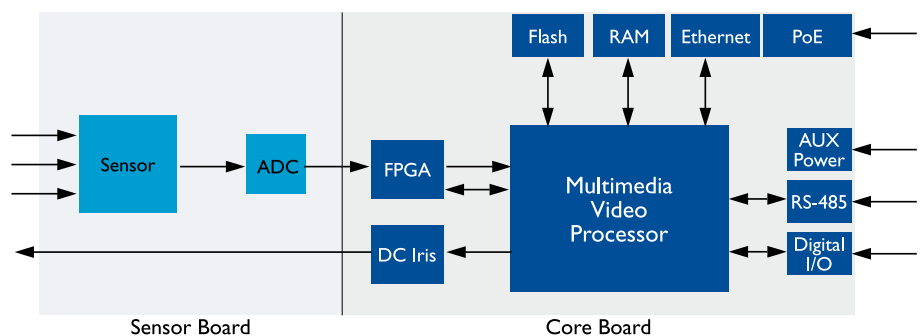 Flash
RAM
Ethernet
PoE
Sensor
ADC
FPGA
Multimedia
Video
Processor
AUX
Power
RS-485
DC Iris
Digital
I/O
Sensor Board
Core Board